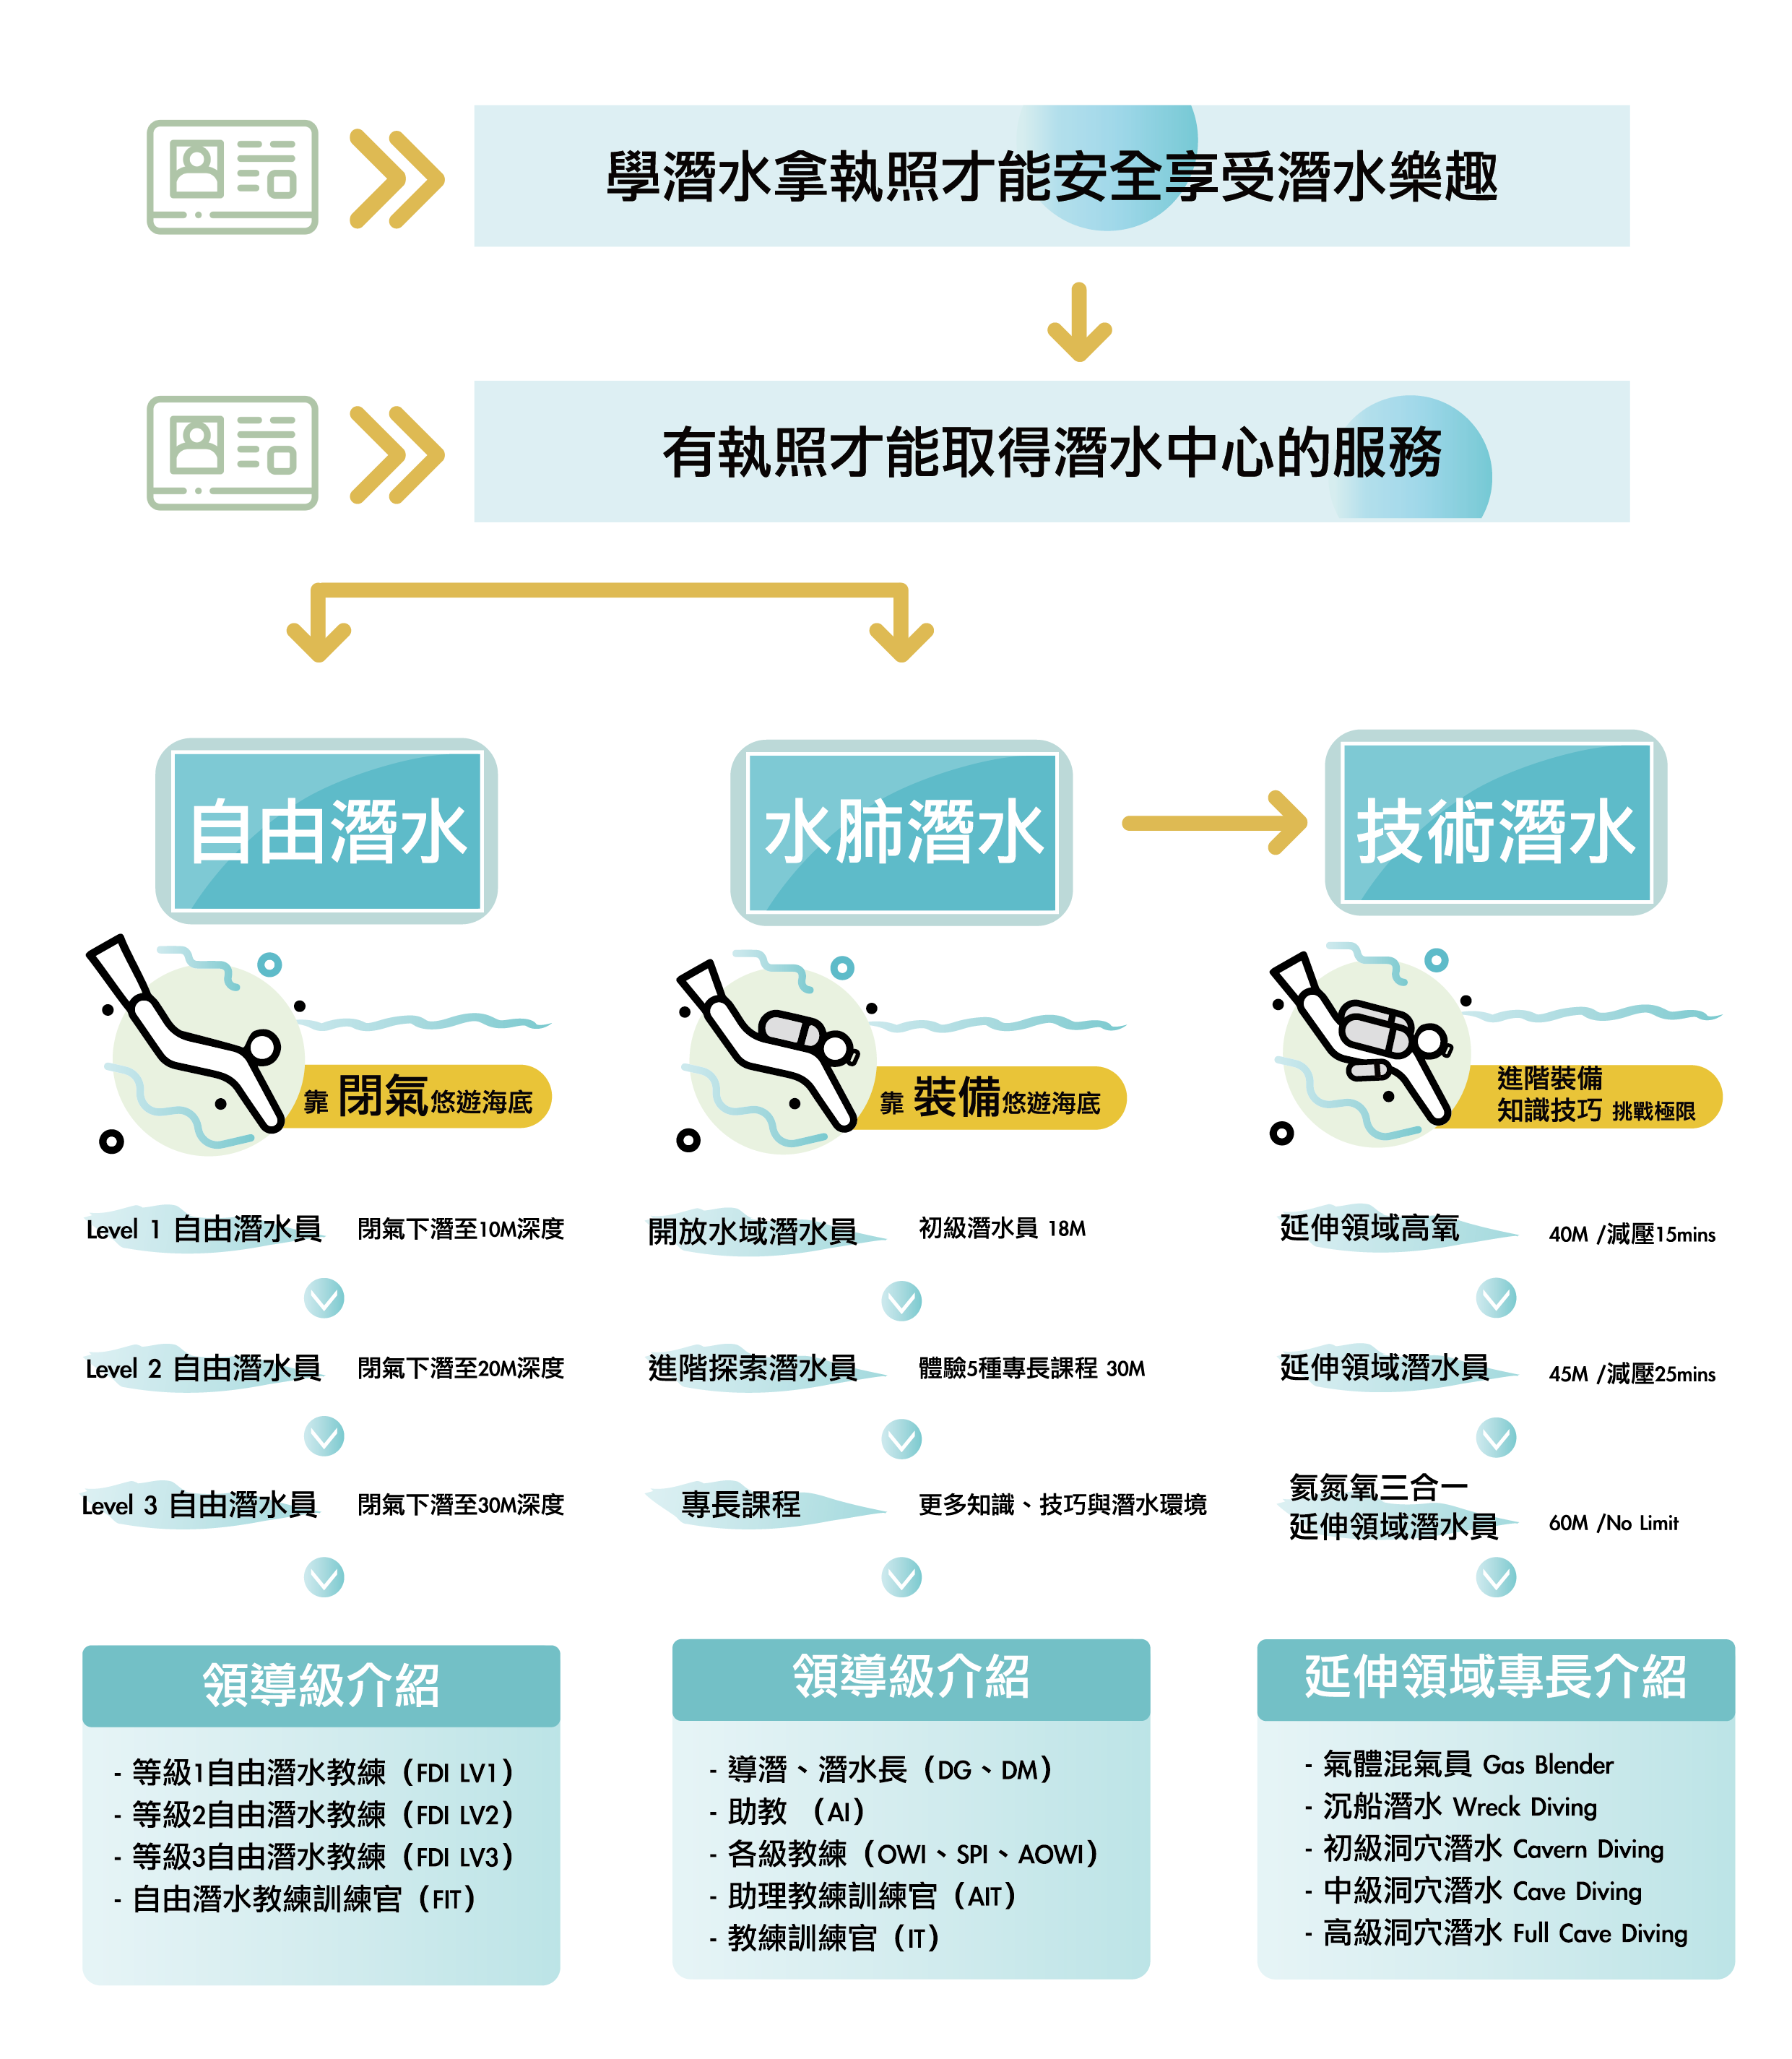 學潛水拿執照才能安全享受潛水樂趣
有執照才能取得潛水中心的服務
自由潛水
靠 閉氣悠遊海底
Level 1 自由潛水員 閉氣下潛至10M深度
Level 2 自由潛水員 閉氣下潛至20M深度
Level 3 自由潛水員 閉氣下潛至30M深度
領導級介紹
- 等級1自由潛水教練（FDI LV1）
- 等級2自由潛水教練（FDI LV2）
- 等級3自由潛水教練（FDI LV3）
- 自由潛水教練訓練官（FIT）
水肺潛水
靠 裝備悠遊海底
開放水域潛水員 初級潛水員 18M
進階探索潛水員 體驗5種專長課程 30M
專長課程 更多知識、技巧與潛水環境
領導級介紹
- 導潛、潛水長（DG、DM）
- 助教 （AI）
- 各級教練（OWI、SPI、AOWI）
- 助理教練訓練官（AIT）
- 教練訓練官（IT）
技術潛水
進階裝備
知識技巧 挑戰極限
延伸領域高氧 40M /減壓15mins
延伸領域潛水員 45M /減壓25mins
氦氮氧三合一
延伸領域潛水員 60M /No Limit
延伸領域專長介紹
- 氣體混氣員 Gas Blender
- 沉船潛水 Wreck Diving
- 初級洞穴潛水 Cavern Diving
- 中級洞穴潛水 Cave Diving
- 高級洞穴潛水 Full Cave Diving